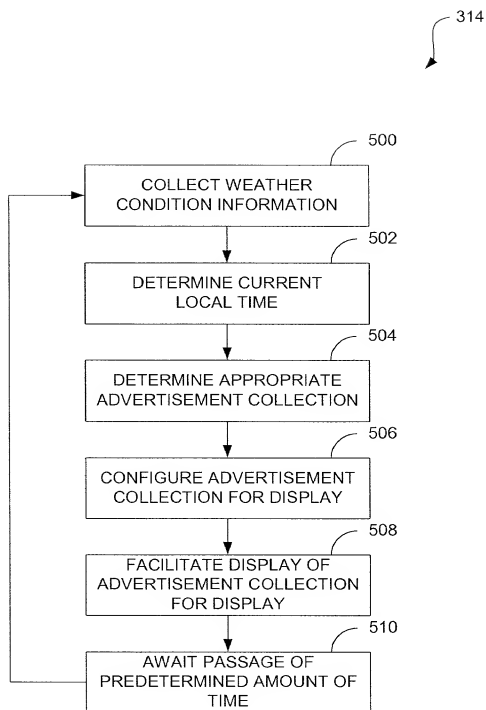 314
500
COLLECT WEATHER
CONDITION INFORMATION
502
DETERMINE CURRENT
LOCAL TIME
504
DETERMINE APPROPRIATE
ADVERTISEMENT COLLECTION
506
CONFIGURE ADVERTISEMENT
COLLECTION FOR DISPLAY
508
FACILITATE DISPLAY OF
ADVERTISEMENT COLLECTION
FOR DISPLAY
510
AWAIT PASSAGE OF
PREDETERMINED AMOUNT OF
TIME